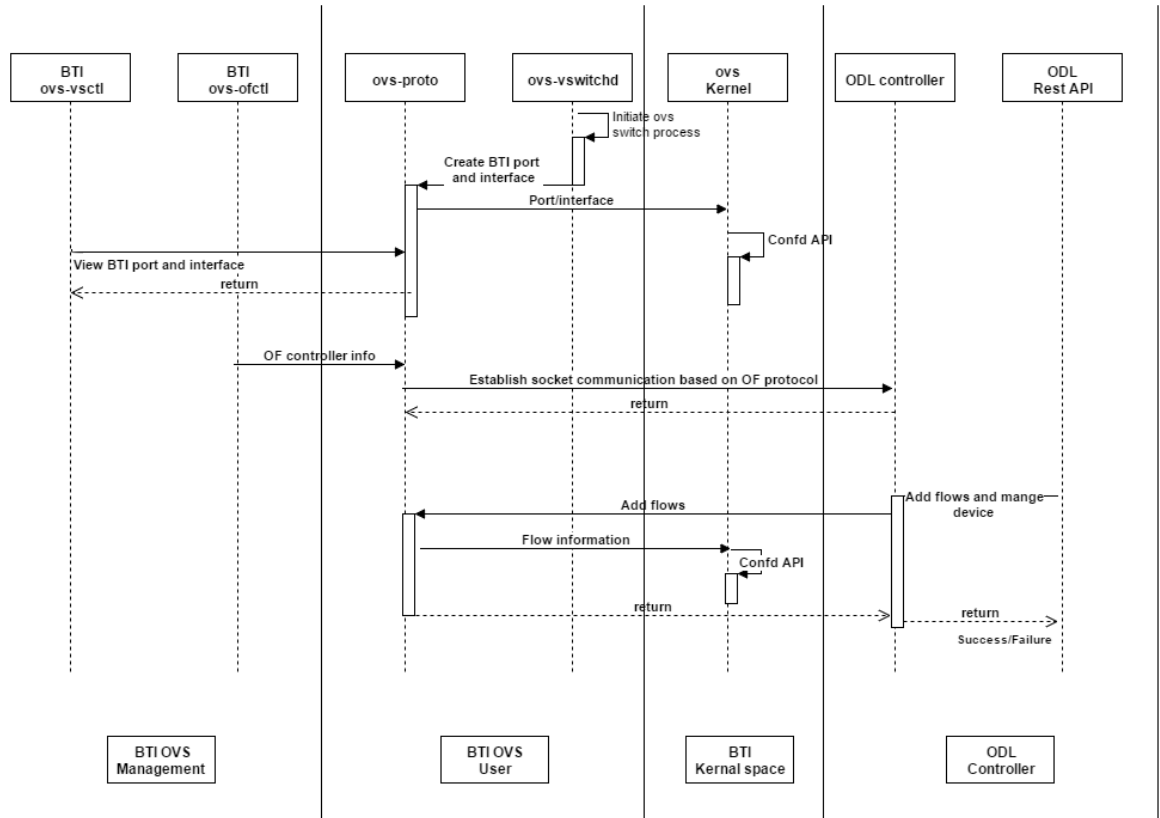 BTI
ovs-vsctl
BTI
ovs-ofctl
ovs-proto
ovs-vswitchd
ovs
Kernel
ODL controller
ODL
Rest API
Initiate ovs
switch process
Create BTI port
and interface
Port/interface
Confd API
View BTI port and interface
return
OF controller info
Establish socket communication based on OF protocol
return
Add flows and mange
device
Add flows
Flow information
Confd API
return
return
Success/Failure
BTI OVS
Management
BTI OVS
User
BTI
Kernal space
ODL
Controller